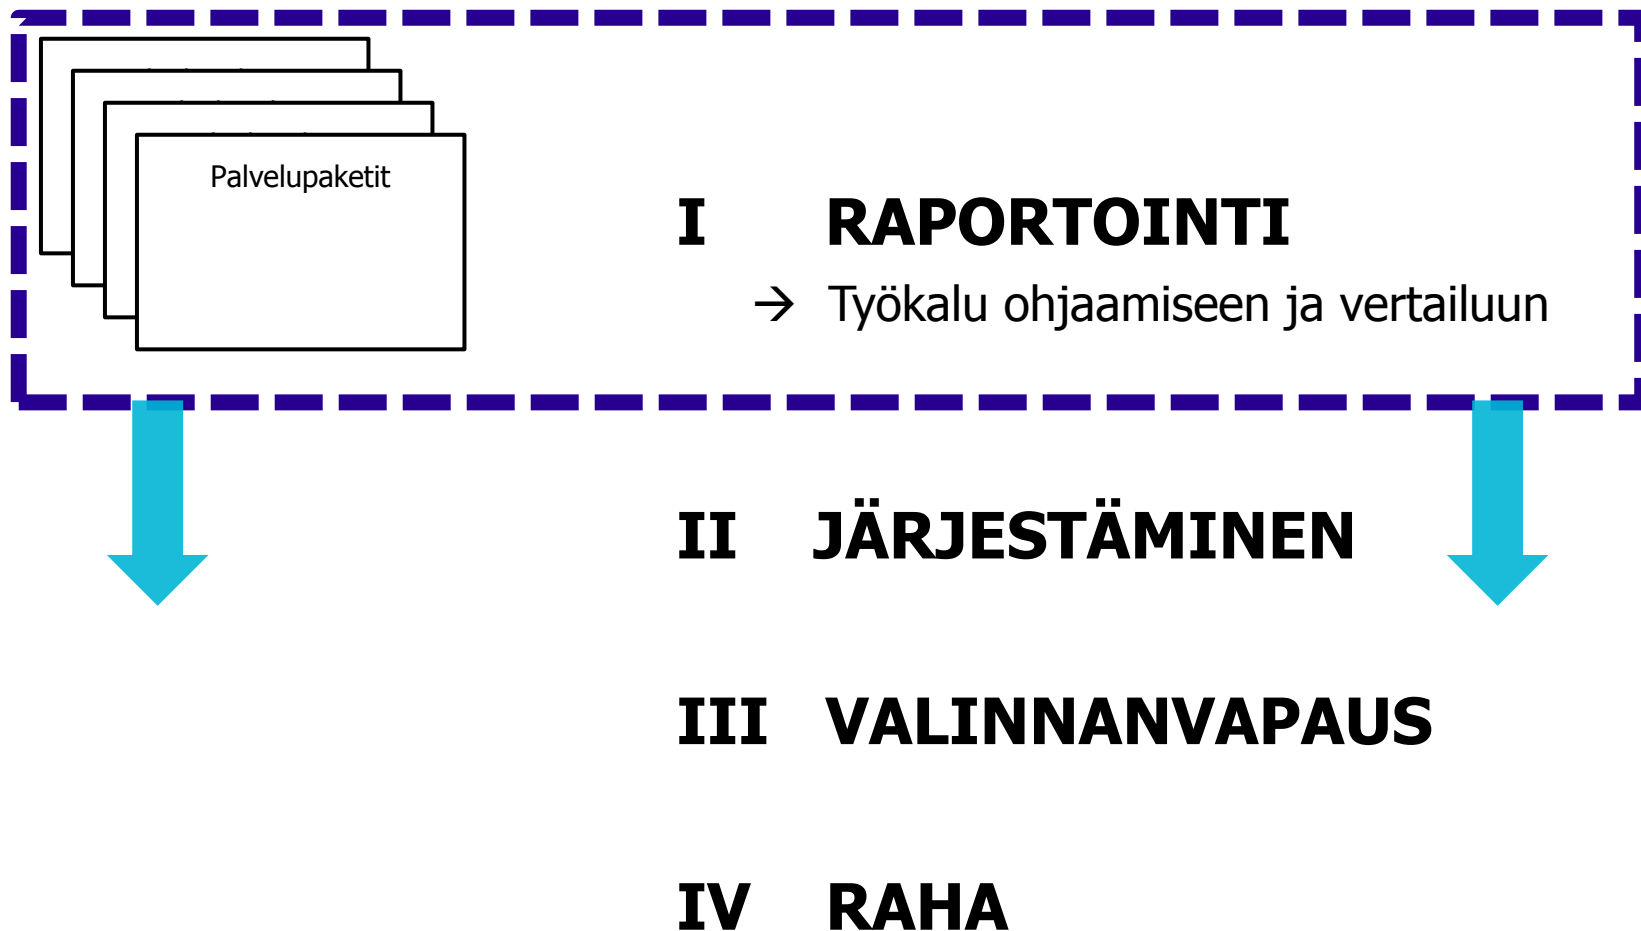 Palvelupaketit
I RAPORTOINTI
→ Työkalu ohjaamiseen ja vertailuun
II JÄRJESTÄMINEN
III VALINNANVAPAUS
IV RAHA